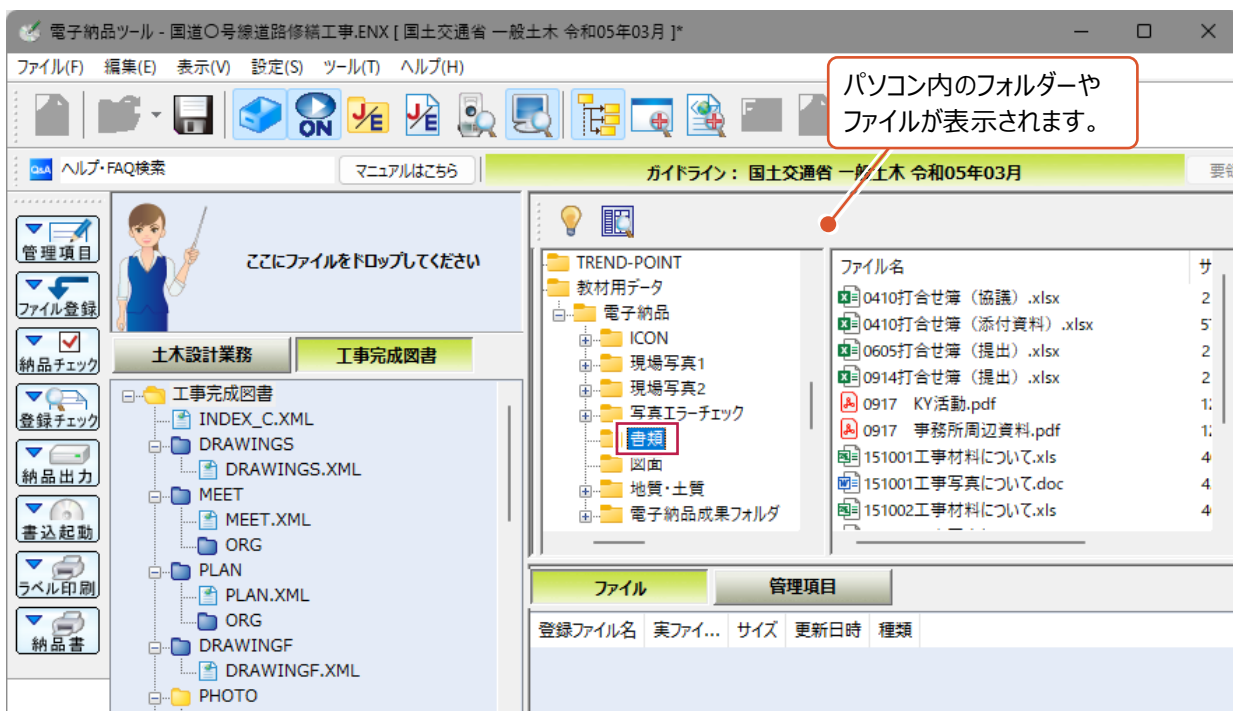 電子納品ツール - 国道〇号線道路修繕工事.ENX [ 国土交通省 一般土木 令和05年03月 ]*
ファイル(F) 編集(E) 表示(V) 設定(S) ツール(T) ヘルプ(H)
パソコン内のフォルダーや
ファイルが表示されます。
ON
J/E
J/E
Q&A ヘルプ・FAQ検索
マニュアルはこちら
ガイドライン： 国土交通省 一般土木 令和05年03月
管理項目
ファイル登録
納品チェック
登録チェック
納品出力
書込起動
ラベル印刷
納品書
ここにファイルをドロップしてください
土木設計業務
工事完成図書
工事完成図書
INDEX_C.XML
DRAWINGS
DRAWINGS.XML
MEET
MEET.XML
ORG
PLAN
PLAN.XML
ORG
DRAWINGF
DRAWINGF.XML
PHOTO
TREND-POINT
教材用データ
電子納品
ICON
現場写真1
現場写真2
写真エラーチェック
書類
図面
地質・土質
電子納品成果フォルダ
ファイル名 サ
0410打合せ簿（協議）.xlsx 2
0410打合せ簿（添付資料）.xlsx 5
0605打合せ簿（提出）.xlsx 2
0914打合せ簿（提出）.xlsx 2
0917 KY活動.pdf 1
0917 事務所周辺資料.pdf 1
151001工事材料について.xls 4
151001工事写真について.doc 4
151002工事材料について.xls 4
ファイル
管理項目
登録ファイル名 実ファイ... サイズ 更新日時 種類